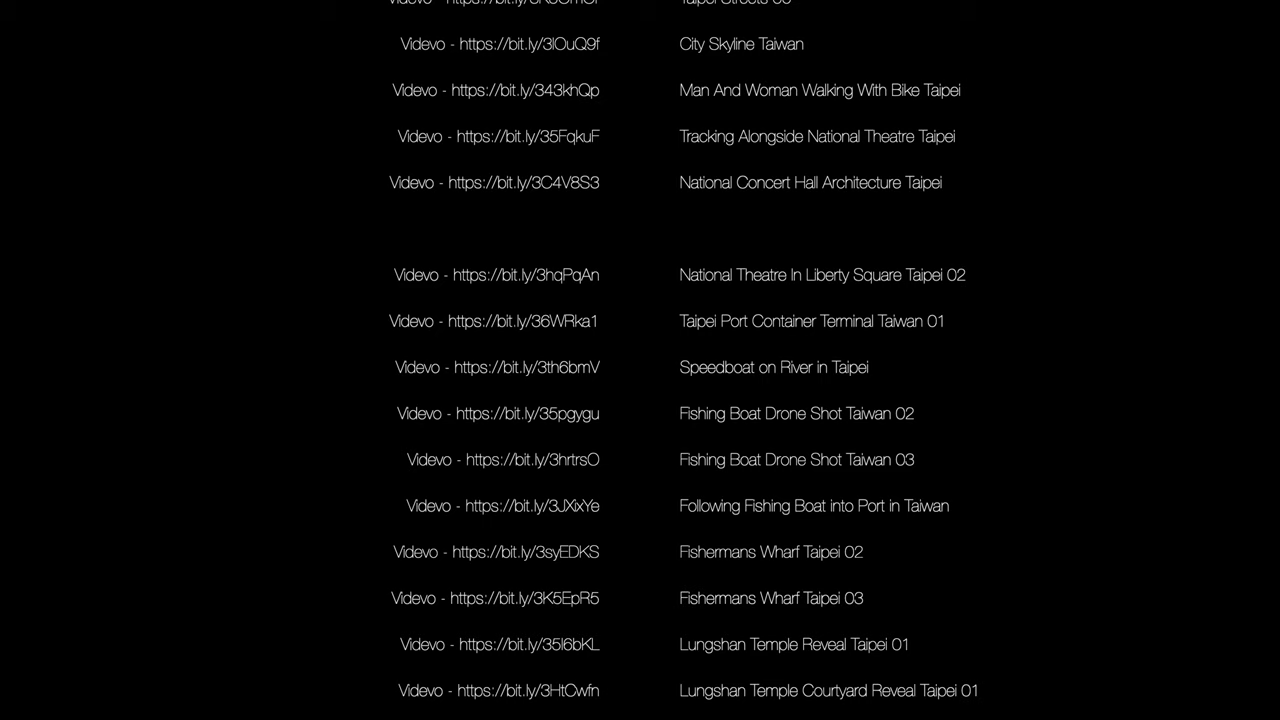 Videvo - https://bit.ly/3IOuQ9f City Skyline Taiwan
Videvo - https://bit.ly/343khQp Man And Woman Walking With Bike Taipei
Videvo - https://bit.ly/35FqkuF Tracking Alongside National Theatre Taipei
Videvo - https://bit.ly/3C4V8S3 National Concert Hall Architecture Taipei
Videvo - https://bit.ly/3hqPqAn National Theatre In Liberty Square Taipei 02
Videvo - https://bit.ly/36WRka1 Taipei Port Container Terminal Taiwan 01
Videvo - https://bit.ly/3th6bmV Speedboat on River in Taipei
Videvo - https://bit.ly/35pgygu Fishing Boat Drone Shot Taiwan 02
Videvo - https://bit.ly/3hrtrsO Fishing Boat Drone Shot Taiwan 03
Videvo - https://bit.ly/3JXixYe Following Fishing Boat into Port in Taiwan
Videvo - https://bit.ly/3syEDKS Fishermans Wharf Taipei 02
Videvo - https://bit.ly/3K5EpR5 Fishermans Wharf Taipei 03
Videvo - https://bit.ly/35I6bKL Lungshan Temple Reveal Taipei 01
Videvo - https://bit.ly/3HtOwfn Lungshan Temple Courtyard Reveal Taipei 01